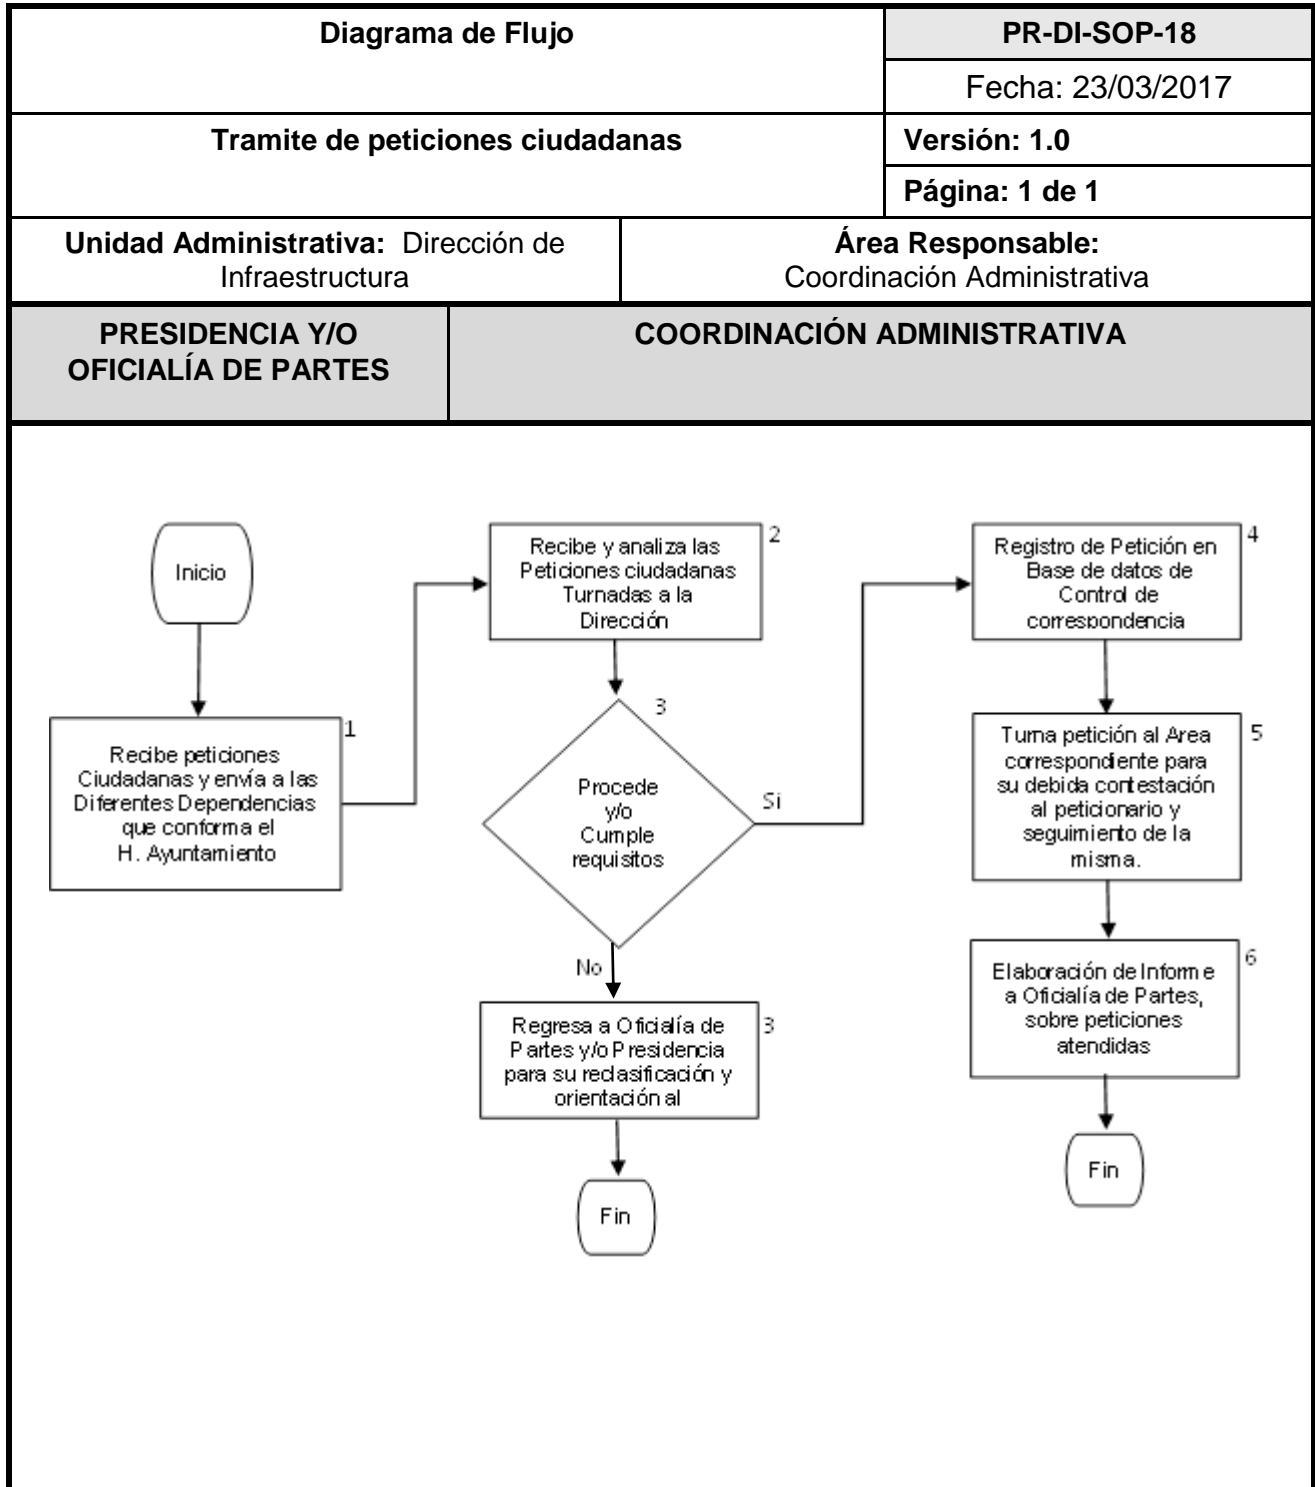 Diagrama de Flujo
PR-DI-SOP-18
Fecha: 23/03/2017
Tramite de peticiones ciudadanas
Versión: 1.0
Página: 1 de 1
Unidad Administrativa: Dirección de
Infraestructura
Área Responsable:
Coordinación Administrativa
PRESIDENCIA Y/O
OFICIALÍA DE PARTES
COORDINACIÓN ADMINISTRATIVA
Inicio
1
Recibe peticiones
Ciudadanas y envía a las
Diferentes Dependencias
que conforma el
H. Ayuntamiento
2
Recibe y analiza las
Peticiones ciudadanas
Turnadas a la
Dirección
3
Procede
y/o
Cumple
requisitos
Si
No
3
Regresa a Oficialía de
Partes y/o Presidencia
para su reclasificación y
orientación al
Fin
4
Registro de Petición en
Base de datos de
Control de
correspondencia
5
Turna petición al Area
correspondiente para
su debida contestación
al peticionario y
seguimiento de la
misma.
6
Elaboración de Informe
a Oficialía de Partes,
sobre peticiones
atendidas
Fin